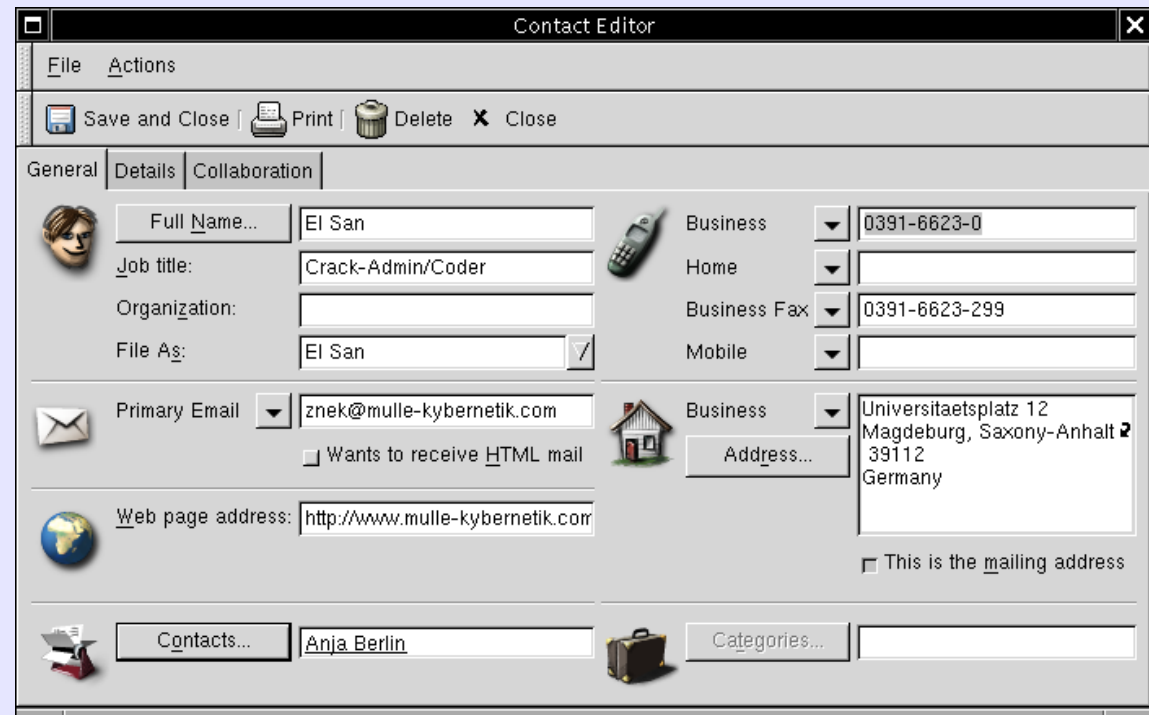 Contact Editor
File Actions
Save and Close Print Delete Close
General Details Collaboration
Full Name... El San
Job title: Crack-Admin/Coder
Organization:
File As: El San
Business 0391-6623-0
Home
Business Fax 0391-6623-299
Mobile
Primary Email znek@mulle-kybernetik.com
Wants to receive HTML mail
Web page address: http://www.mulle-kybernetik.com
Business
Address...
Universitaetsplatz 12
Magdeburg, Saxony-Anhalt
39112
Germany
This is the mailing address
Contacts... Anja Berlin
Categories...